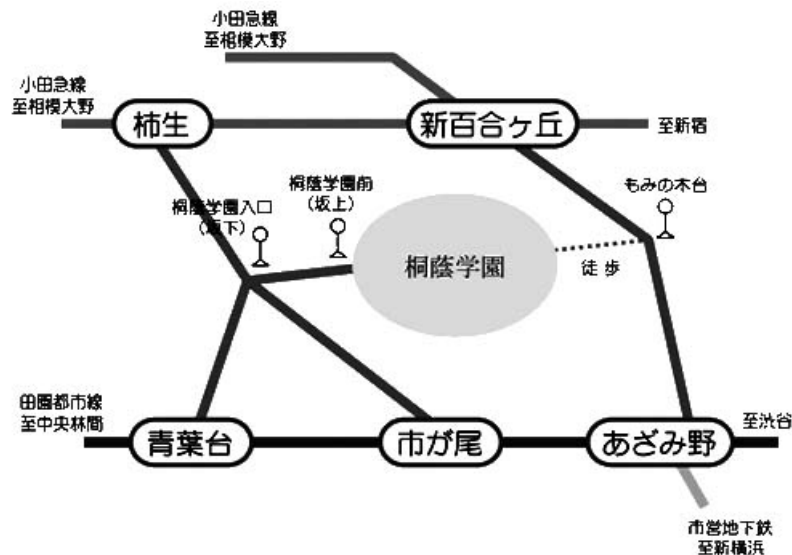 小田急線
至相模大野
小田急線
至相模大野
柿生
新百合ヶ丘
至新宿
桐蔭学園入口
(坂下)
桐蔭学園前
(坂上)
もみの木台
桐蔭学園
徒歩
田園都市線
至中央林間
青葉台
市が尾
あざみ野
至渋谷
市営地下鉄
至新横浜